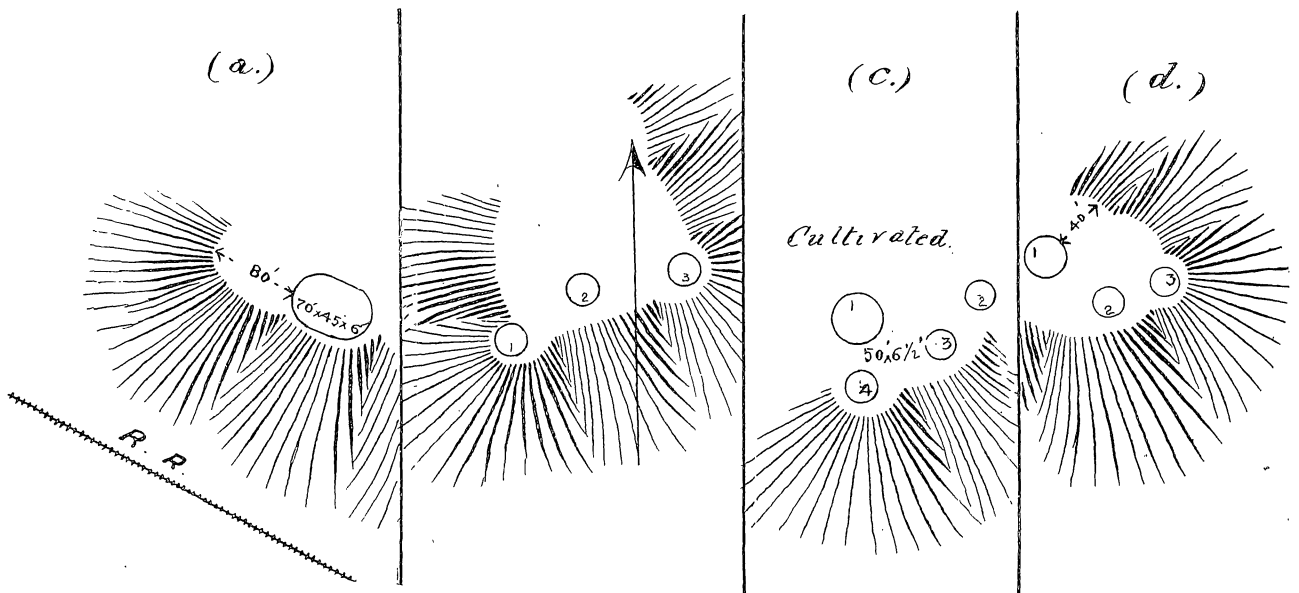 (a.)
80'
70'x45'x6'
R. R.
1
2
3
(c.)
Cultivated.
1
2
50'x6½'
3
4
(d.)
40'
1
2
3